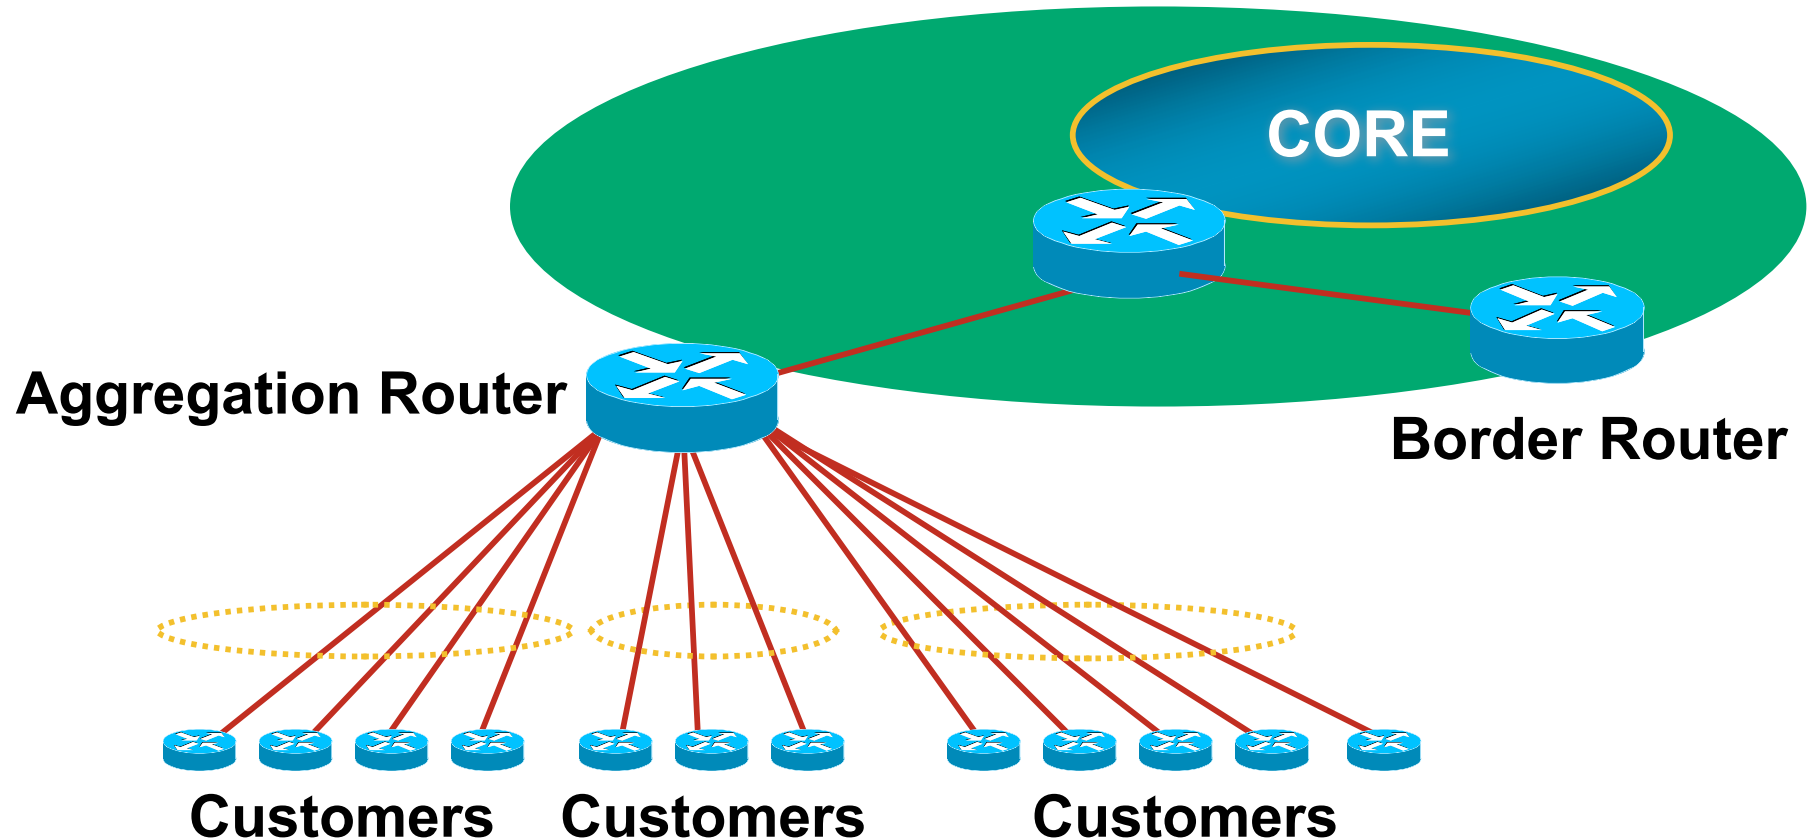 CORE
Aggregation Router
Border Router
Customers
Customers
Customers